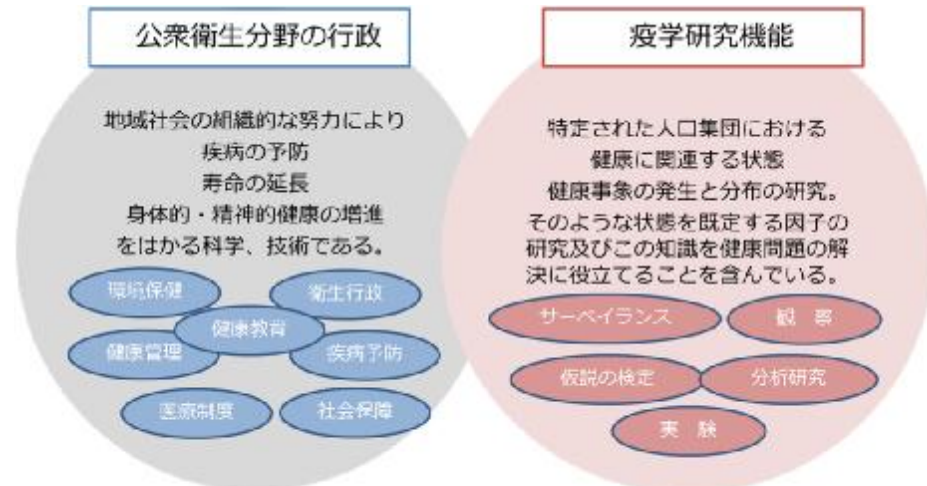 公衆衛生分野の行政
地域社会の組織的な努力により
疾病の予防
寿命の延長
身体的・精神的健康の増進
をはかる科学、技術である。
環境保健
衛生行政
健康教育
健康管理
疾病予防
医療制度
社会保障
疫学研究機能
特定された人口集団における
健康に関連する状態
健康事象の発生と分布の研究。
そのような状態を既定する因子の
研究及びこの知識を健康問題の解
決に役立てることを含んでいる。
サーベイランス
観　察
仮説の検定
分析研究
実　験